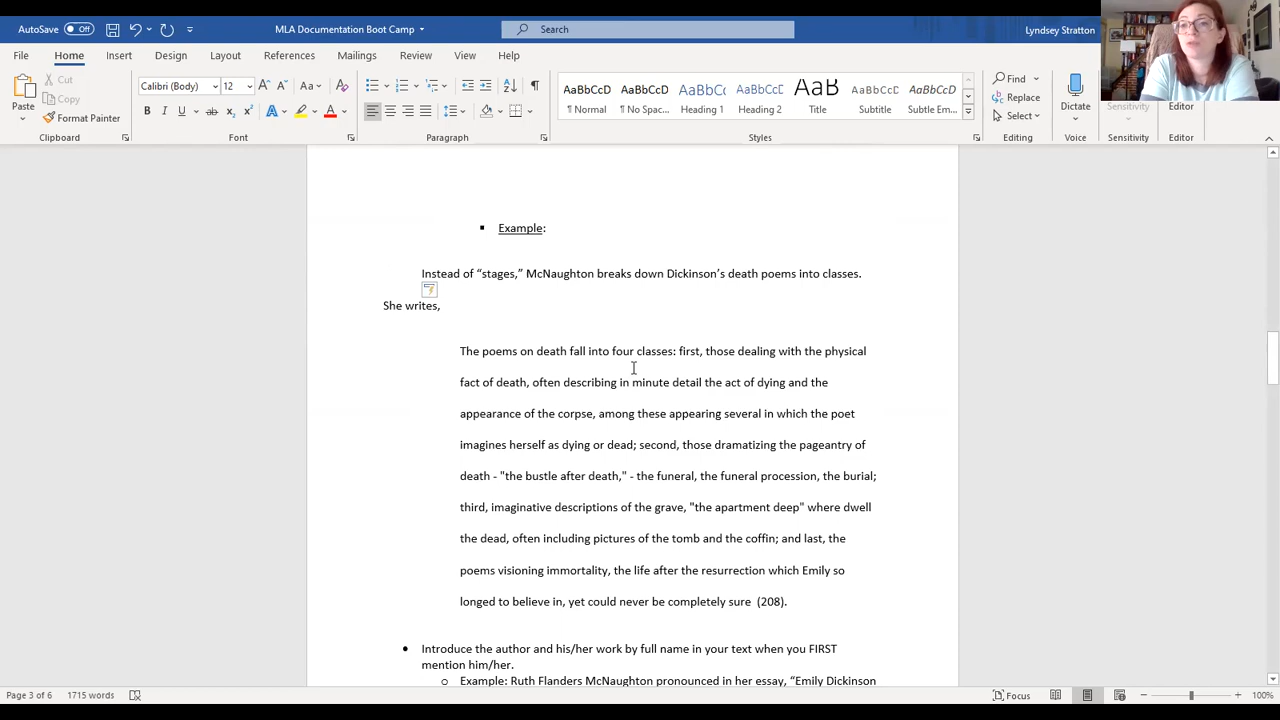 AutoSave Off MLA Documentation Boot Camp Search Lyndsey Stratton
File Home Insert Design Layout References Mailings Review View Help
Paste Cut Copy Format Painter
Calibri (Body) 12 Aa
B I U ab x₂ x² A A
AaBbCcDc AaBbCcDc AaBbCc AaBbCcD AaB AaBbCcD AaBbCcDc
¶ Normal ¶ No Spac... Heading 1 Heading 2 Title Subtitle Subtle Em...
Find Replace Select
Dictate Sensitivity Editor
Clipboard Font Paragraph Styles Editing Voice Sensitivity Editor
▪ Example:
Instead of “stages,” McNaughton breaks down Dickinson’s death poems into classes.
She writes,
The poems on death fall into four classes: first, those dealing with the physical
fact of death, often describing in minute detail the act of dying and the
appearance of the corpse, among these appearing several in which the poet
imagines herself as dying or dead; second, those dramatizing the pageantry of
death - "the bustle after death," - the funeral, the funeral procession, the burial;
third, imaginative descriptions of the grave, "the apartment deep" where dwell
the dead, often including pictures of the tomb and the coffin; and last, the
poems visioning immortality, the life after the resurrection which Emily so
longed to believe in, yet could never be completely sure (208).
• Introduce the author and his/her work by full name in your text when you FIRST
mention him/her.
o Example: Ruth Flanders McNaughton pronounced in her essay, “Emily Dickinson
Page 3 of 6 1715 words Focus 100%